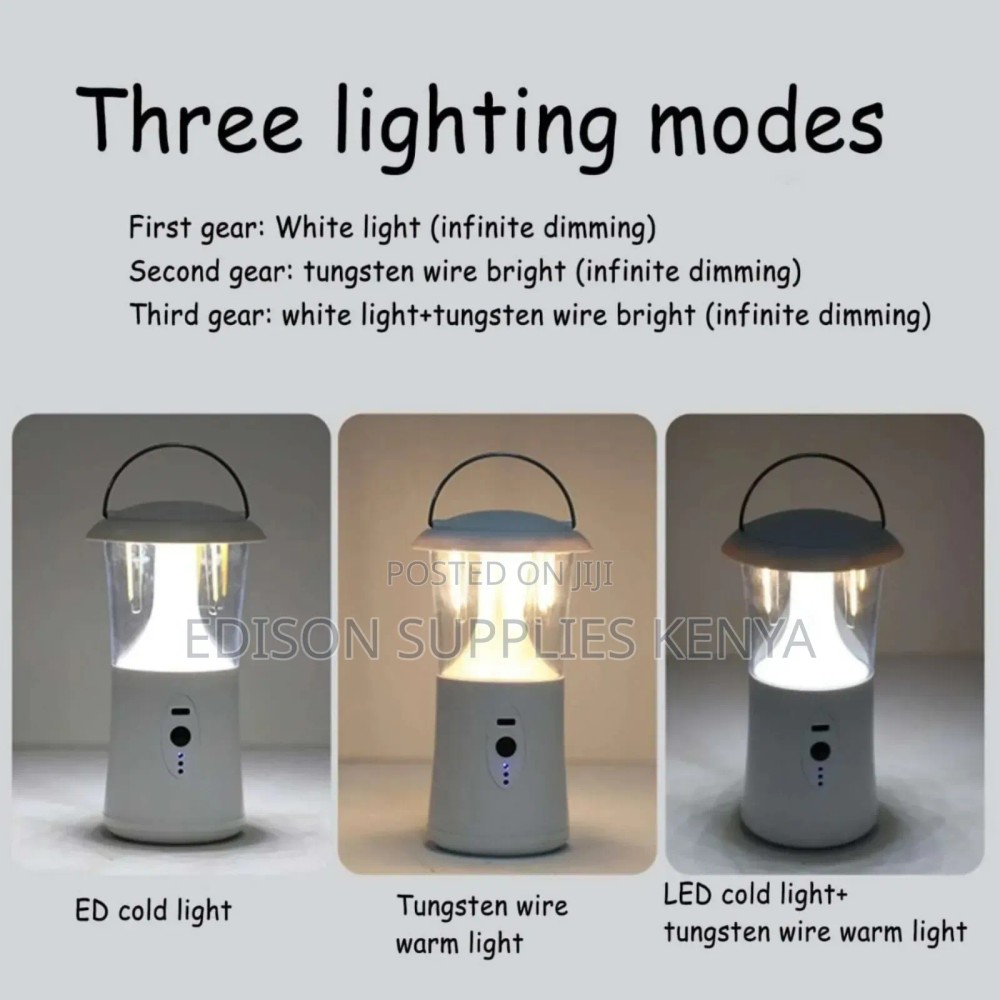 Three lighting modes
First gear: White light (infinite dimming)
Second gear: tungsten wire bright (infinite dimming)
Third gear: white light+tungsten wire bright (infinite dimming)
POSTED ON JIJI
EDISON SUPPLIES KENYA
ED cold light
Tungsten wire
warm light
LED cold light+
tungsten wire warm light